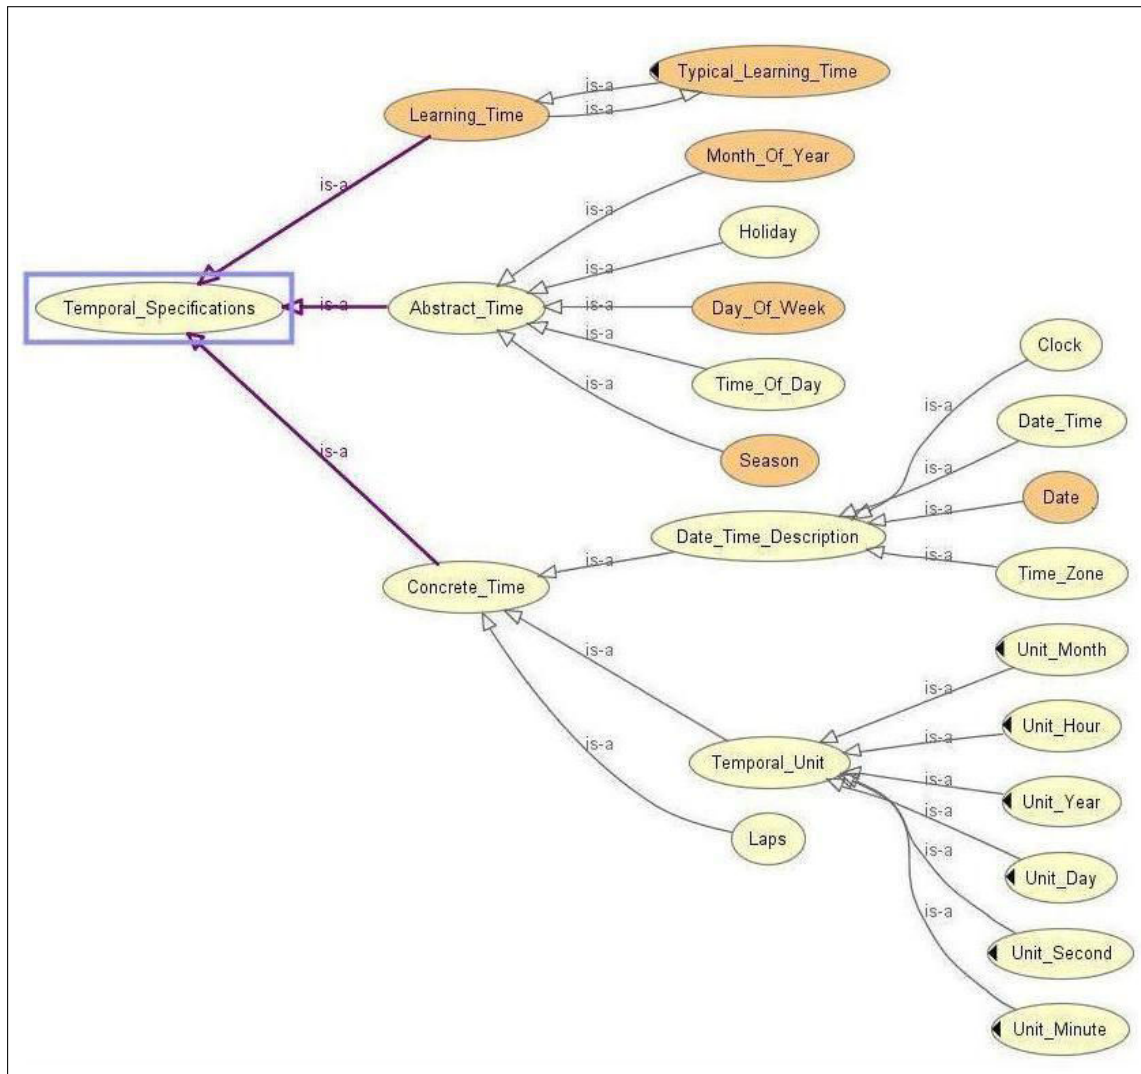 Typical_Learning_Time
is-a
Learning_Time
is-a
Month_Of_Year
is-a
is-a
Holiday
is-a
Temporal_Specifications
is-a
Abstract_Time
is-a
Day_Of_Week
is-a
Clock
Time_Of_Day
is-a
is-a
Date_Time
is-a
Season
is-a
Date
is-a
Date_Time_Description
is-a
is-a
Time_Zone
Concrete_Time
is-a
Unit_Month
is-a
is-a
Unit_Hour
is-a
is-a
Temporal_Unit
is-a
Unit_Year
is-a
Laps
is-a
Unit_Day
is-a
Unit_Second
Unit_Minute